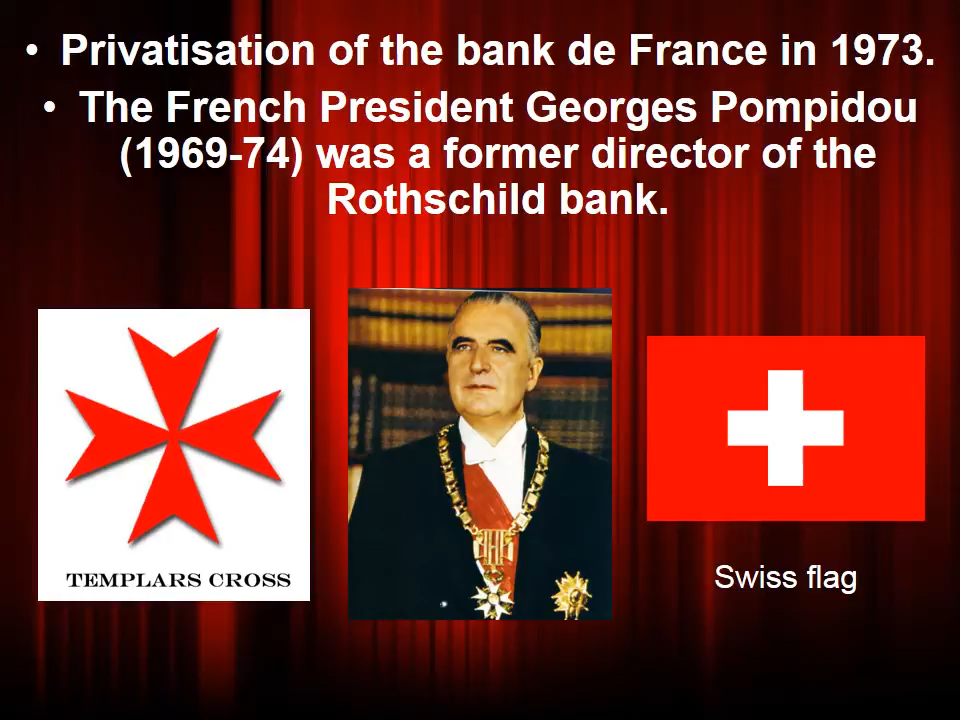 • Privatisation of the bank de France in 1973.
• The French President Georges Pompidou
(1969-74) was a former director of the
Rothschild bank.
TEMPLARS CROSS
Swiss flag